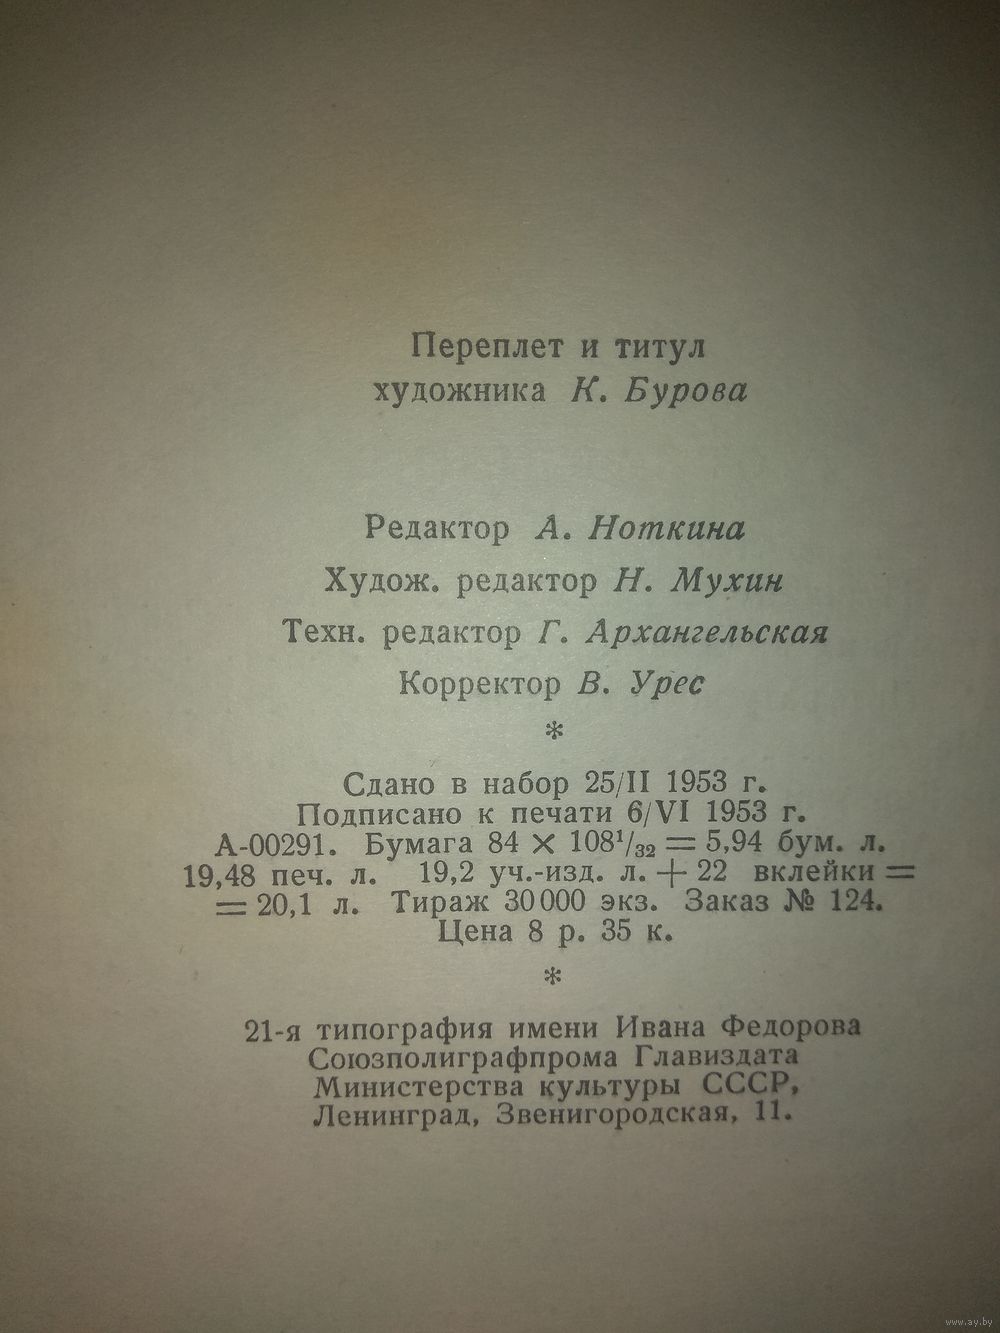 Переплет и титул
художника К. Бурова
Редактор А. Ноткина
Худож. редактор Н. Мухин
Техн. редактор Г. Архангельская
Корректор В. Урес
*
Сдано в набор 25/II 1953 г.
Подписано к печати 6/VI 1953 г.
А-00291. Бумага 84 × 108¹/₃₂ = 5,94 бум. л.
19,48 печ. л. 19,2 уч.-изд. л. + 22 вклейки =
= 20,1 л. Тираж 30 000 экз. Заказ № 124.
Цена 8 р. 35 к.
*
21-я типография имени Ивана Федорова
Союзполиграфпрома Главиздата
Министерства культуры СССР,
Ленинград, Звенигородская, 11.
www.ay.by